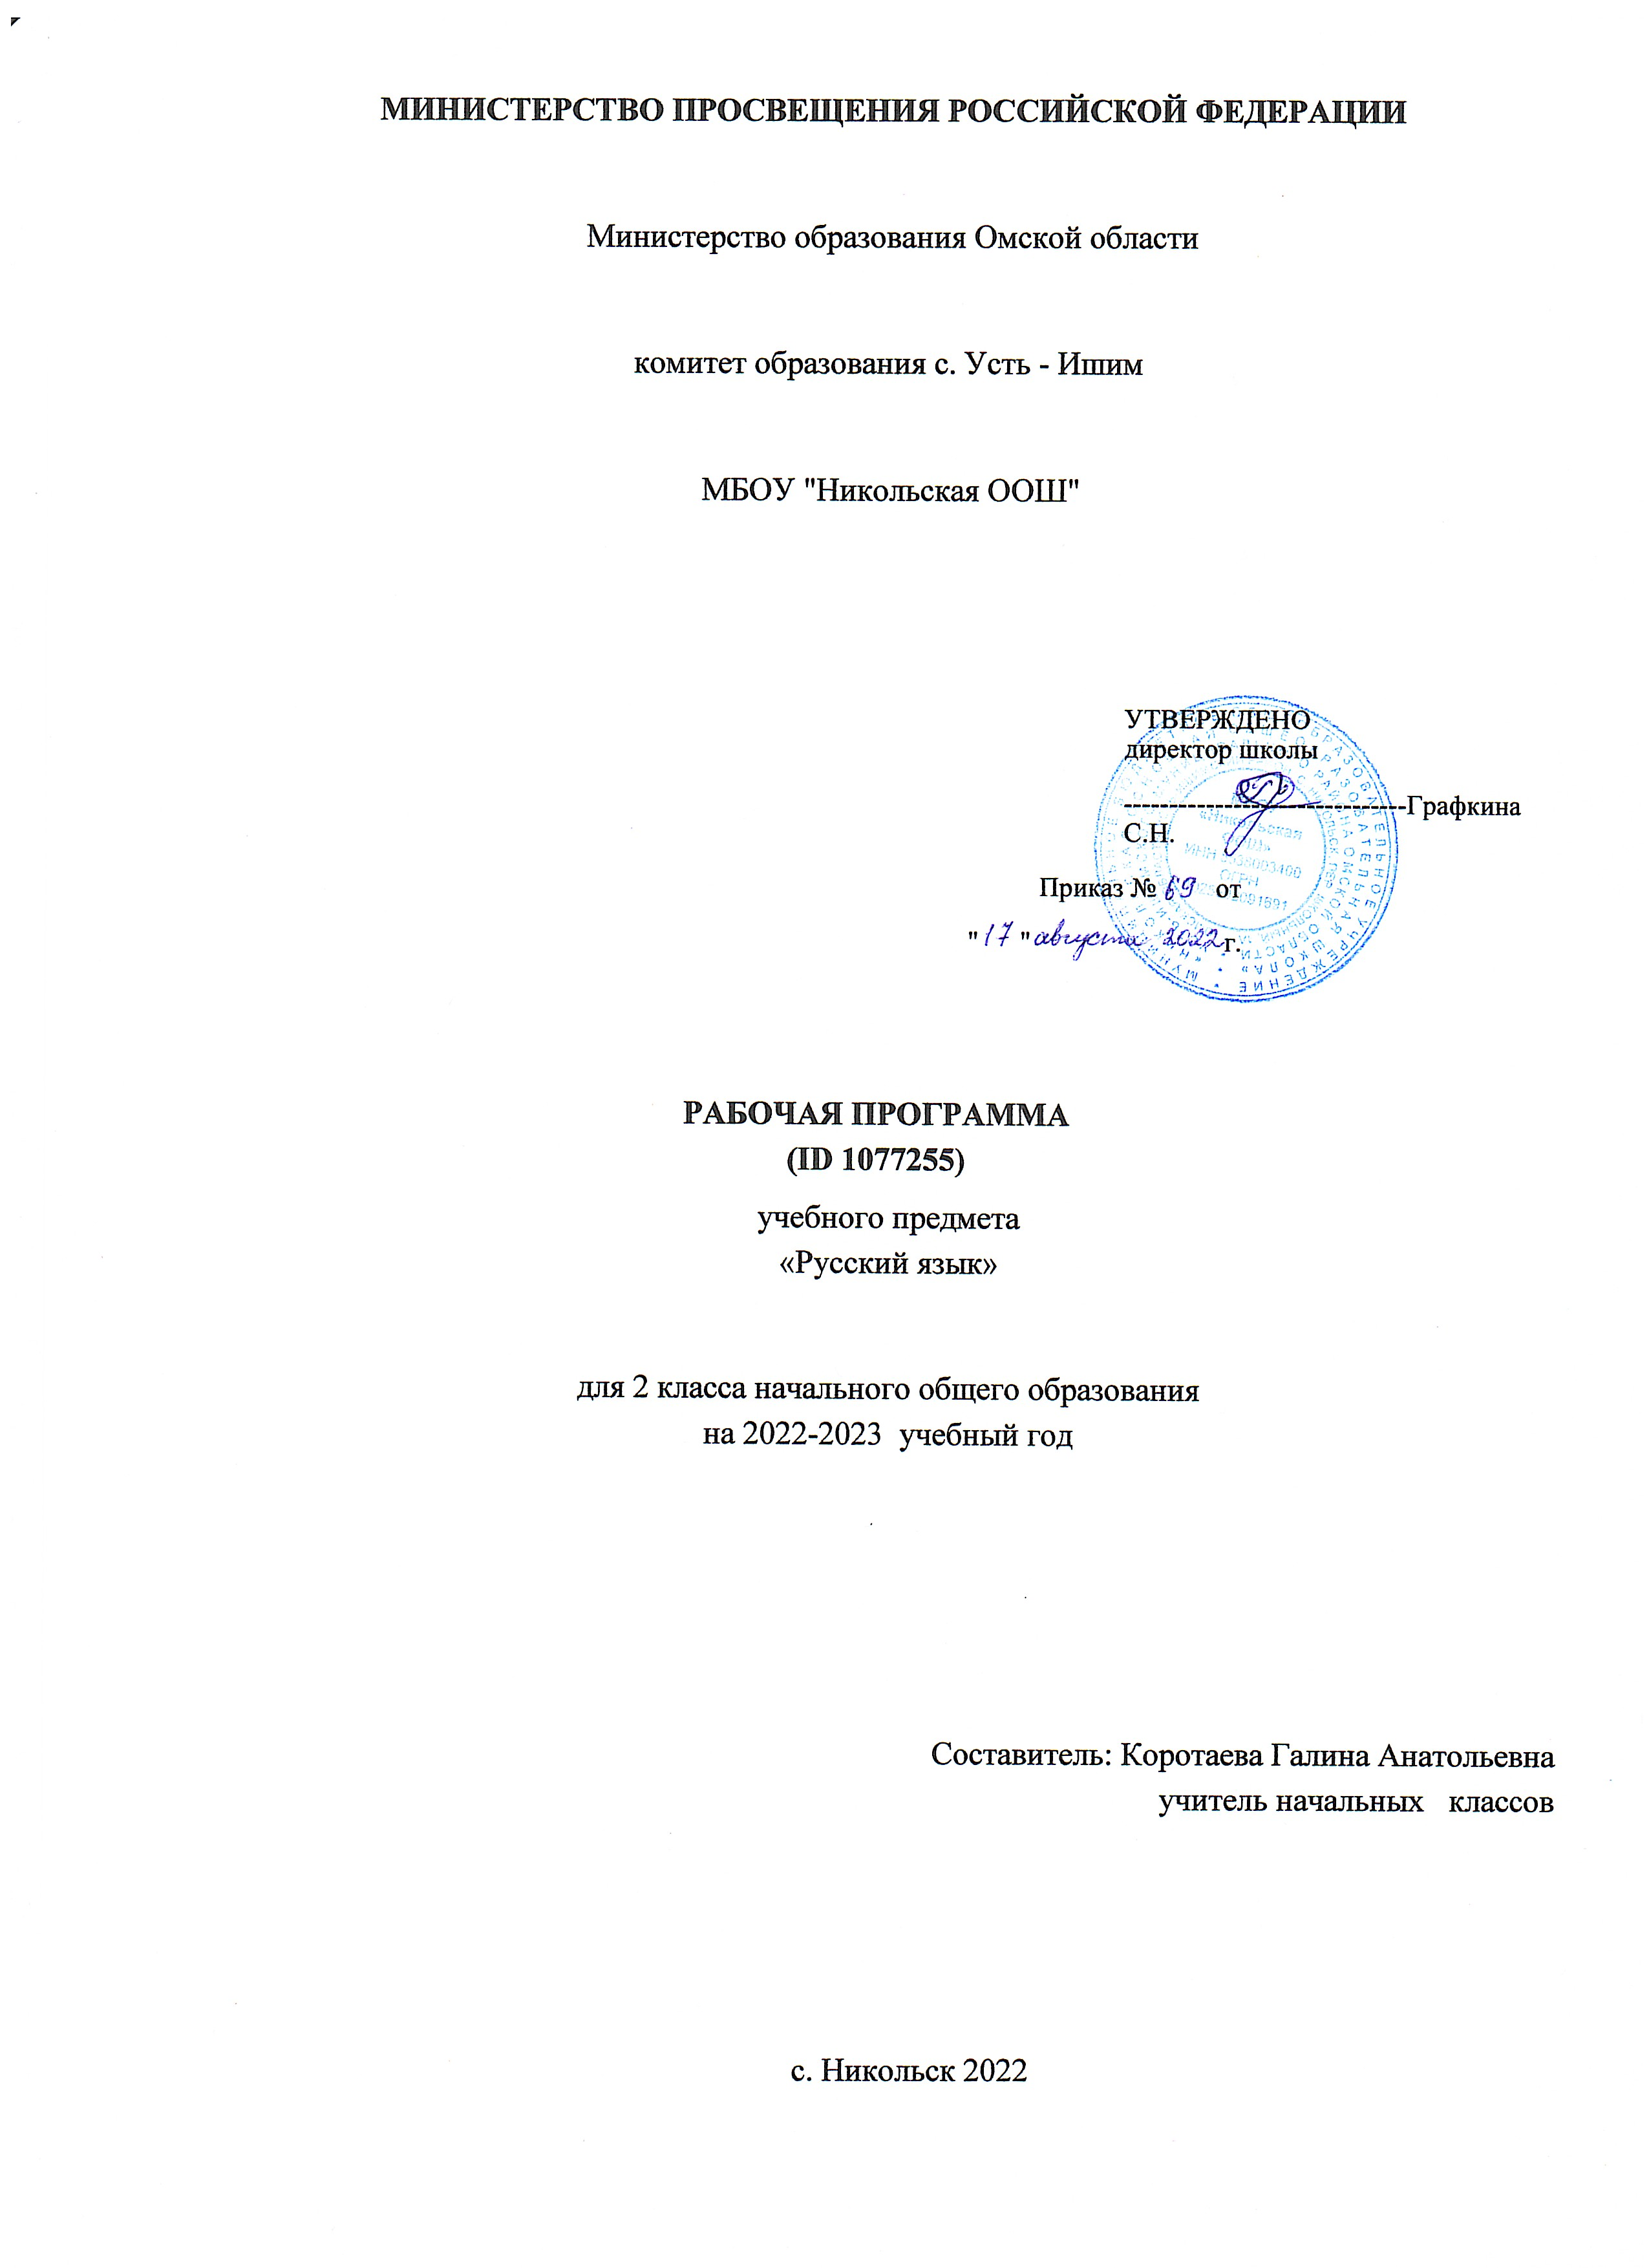 МИНИСТЕРСТВО ПРОСВЕЩЕНИЯ РОССИЙСКОЙ ФЕДЕРАЦИИ
Министерство образования Омской области
комитет образования с. Усть - Ишим
МБОУ "Никольская ООШ"
УТВЕРЖДЕНО
директор школы
--------------------------------Графкина
С.Н.
Приказ № 69 от
"17" августа 2022 г.
РАБОЧАЯ ПРОГРАММА
(ID 1077255)
учебного предмета
«Русский язык»
для 2 класса начального общего образования
на 2022-2023 учебный год
Составитель: Коротаева Галина Анатольевна
учитель начальных классов
с. Никольск 2022